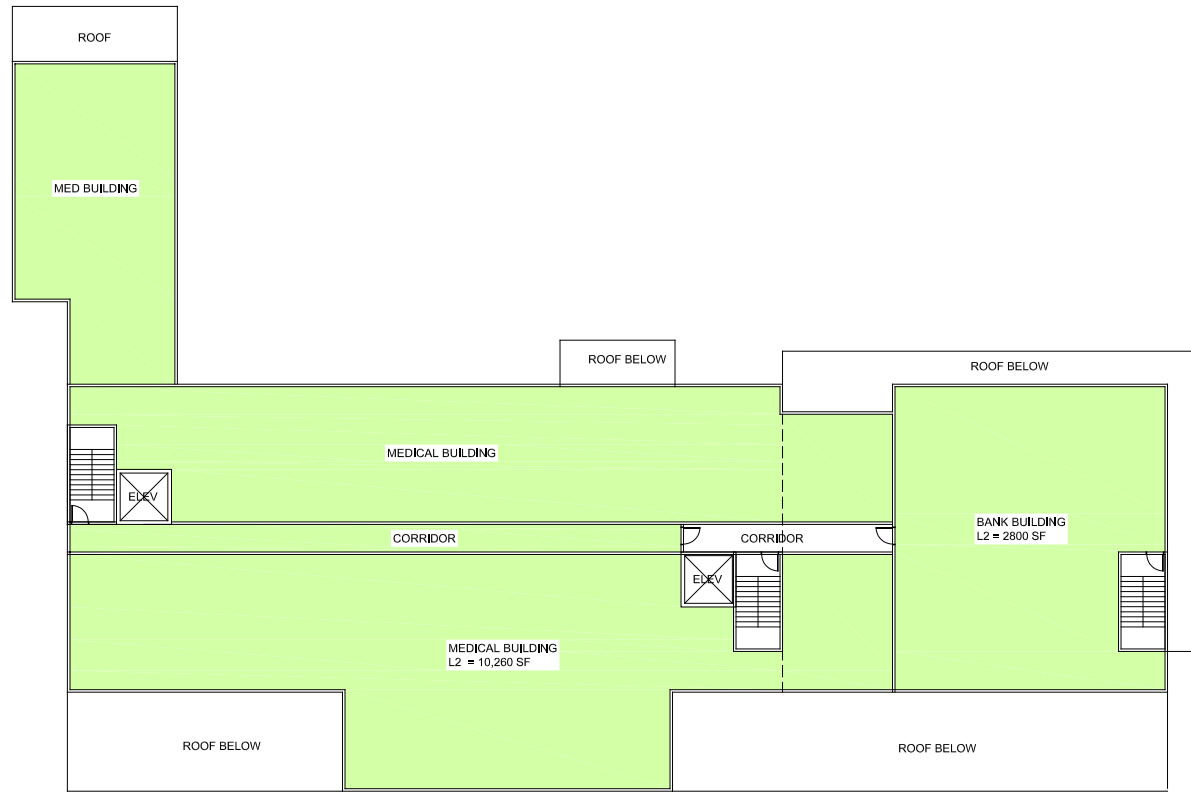 ROOF
MED BUILDING
ROOF BELOW
ROOF BELOW
MEDICAL BUILDING
ELEV
BANK BUILDING
L2 = 2800 SF
CORRIDOR
CORRIDOR
ELEV
MEDICAL BUILDING
L2 = 10,260 SF
ROOF BELOW
ROOF BELOW